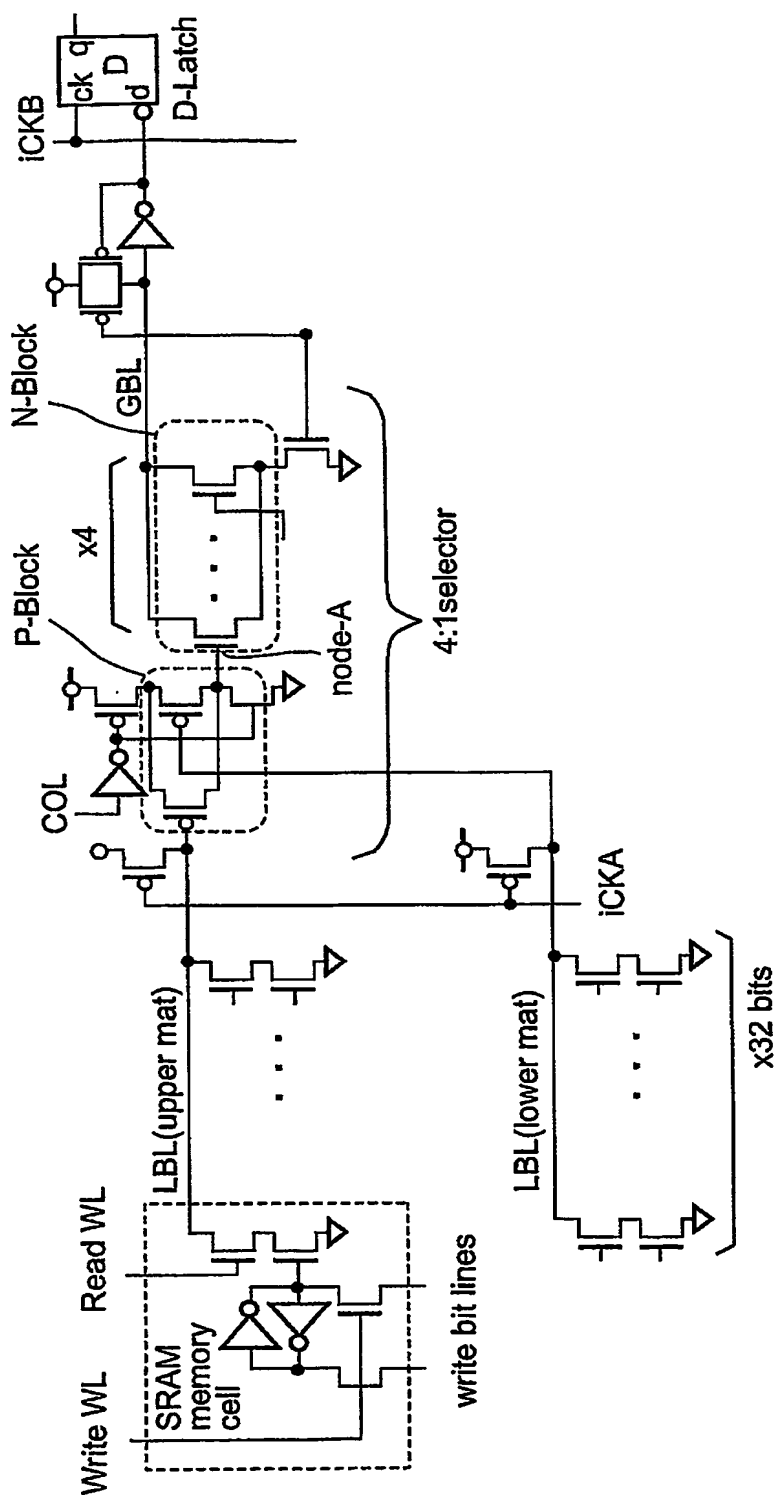 Write WL
Read WL
SRAM
memory
cell
write bit lines
LBL(upper mat)
LBL(lower mat)
x32 bits
iCKA
COL
P-Block
x4
N-Block
GBL
node-A
4:1selector
iCKB
ck
q
D
d
D-Latch